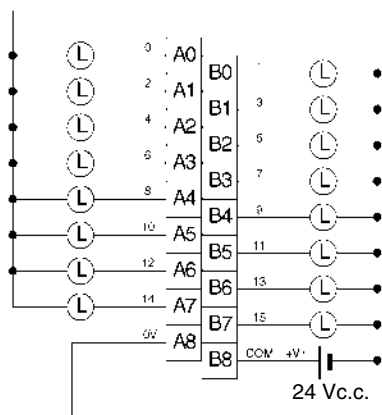 L 0 A0
B0 1 L
L 2 A1
B1 3 L
L 4 A2
B2 5 L
L 6 A3
B3 7 L
L 8 A4
B4 9 L
L 10 A5
B5 11 L
L 12 A6
B6 13 L
L 14 A7
B7 15 L
0V A8
B8 COM +V
24 Vc.c.